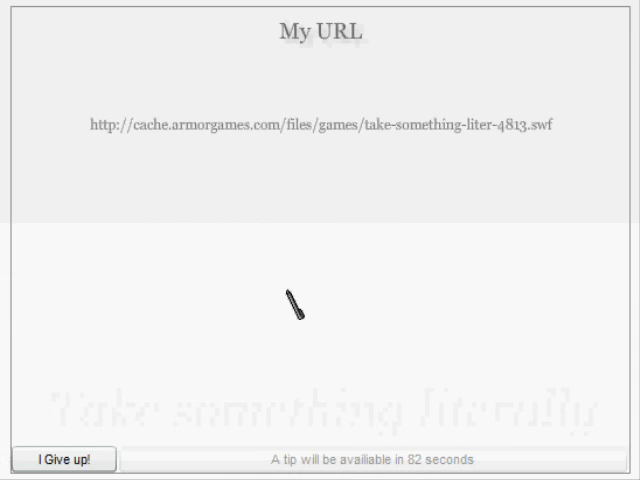 My URL
http://cache.armorgames.com/files/games/take-something-liter-4813.swf
Take something literally
I Give up!
A tip will be availiable in 82 seconds